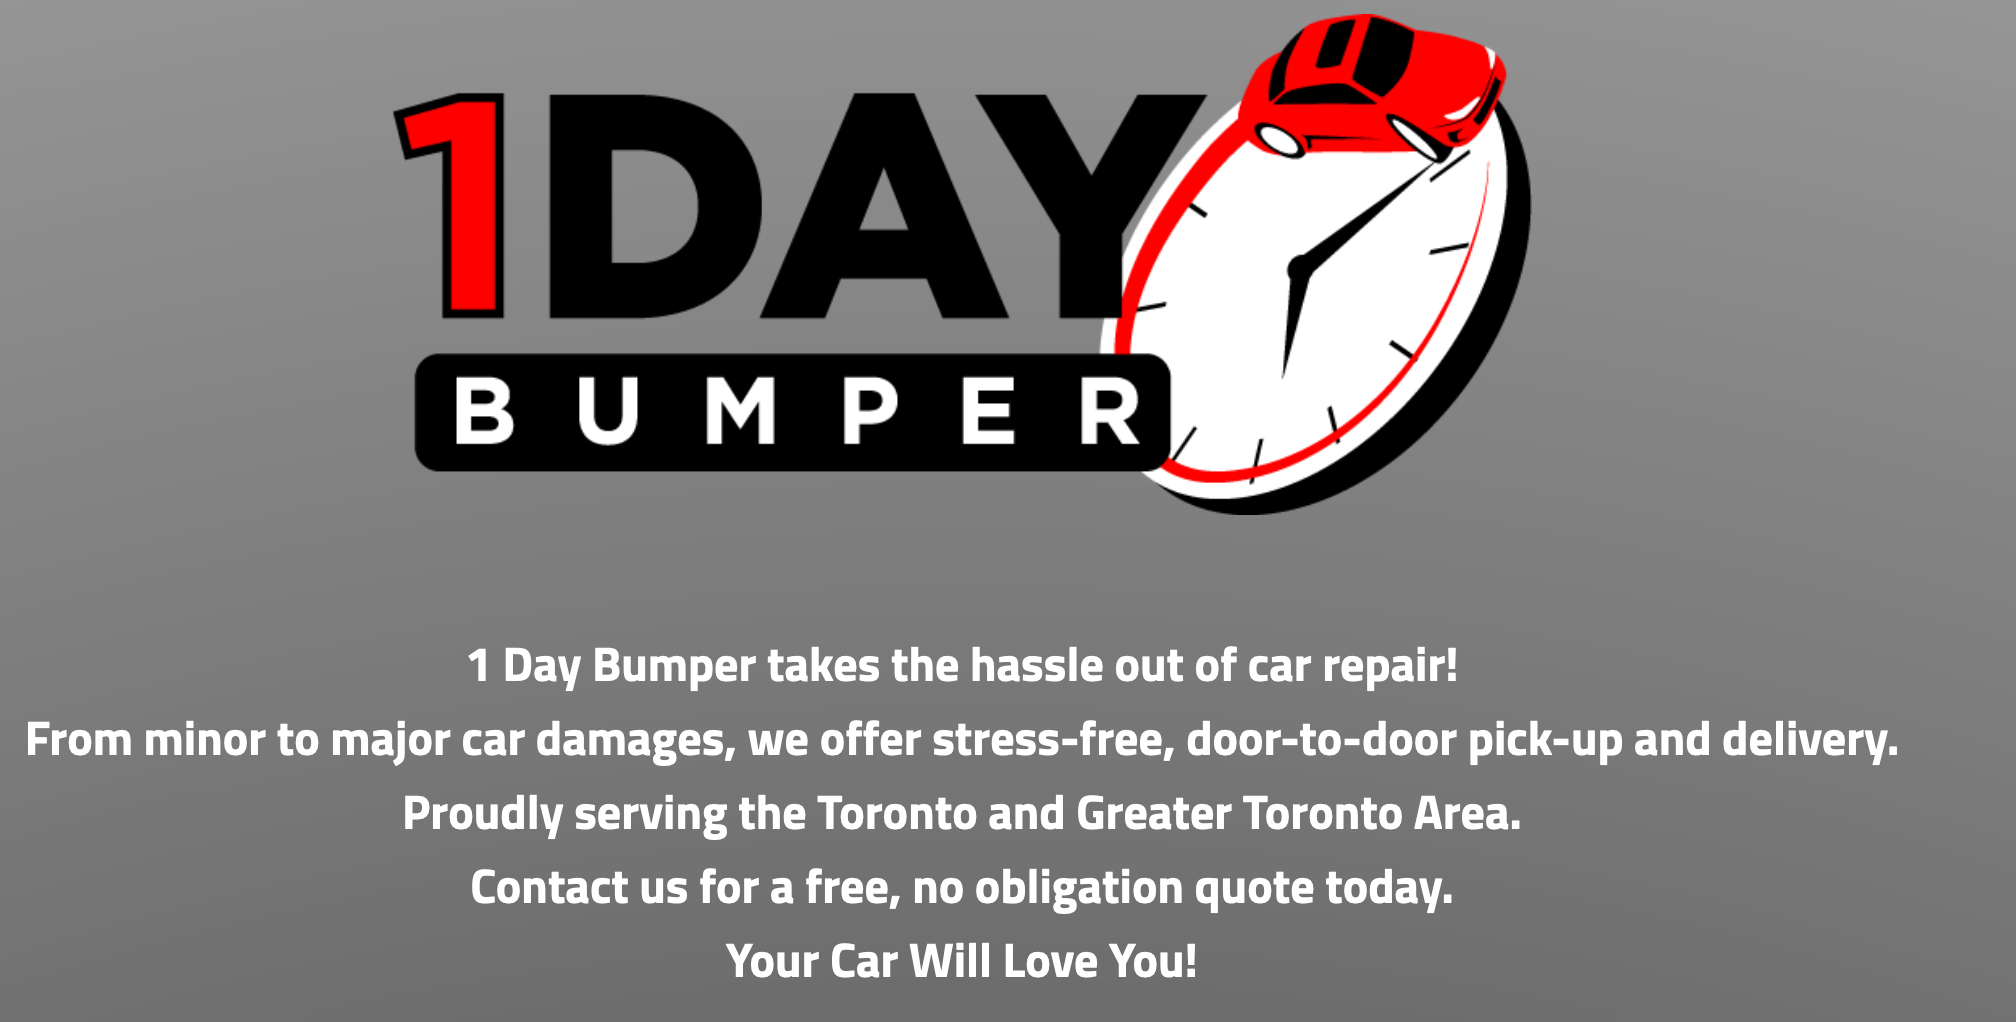 1DAY
BUMPER
1 Day Bumper takes the hassle out of car repair!
From minor to major car damages, we offer stress-free, door-to-door pick-up and delivery.
Proudly serving the Toronto and Greater Toronto Area.
Contact us for a free, no obligation quote today.
Your Car Will Love You!